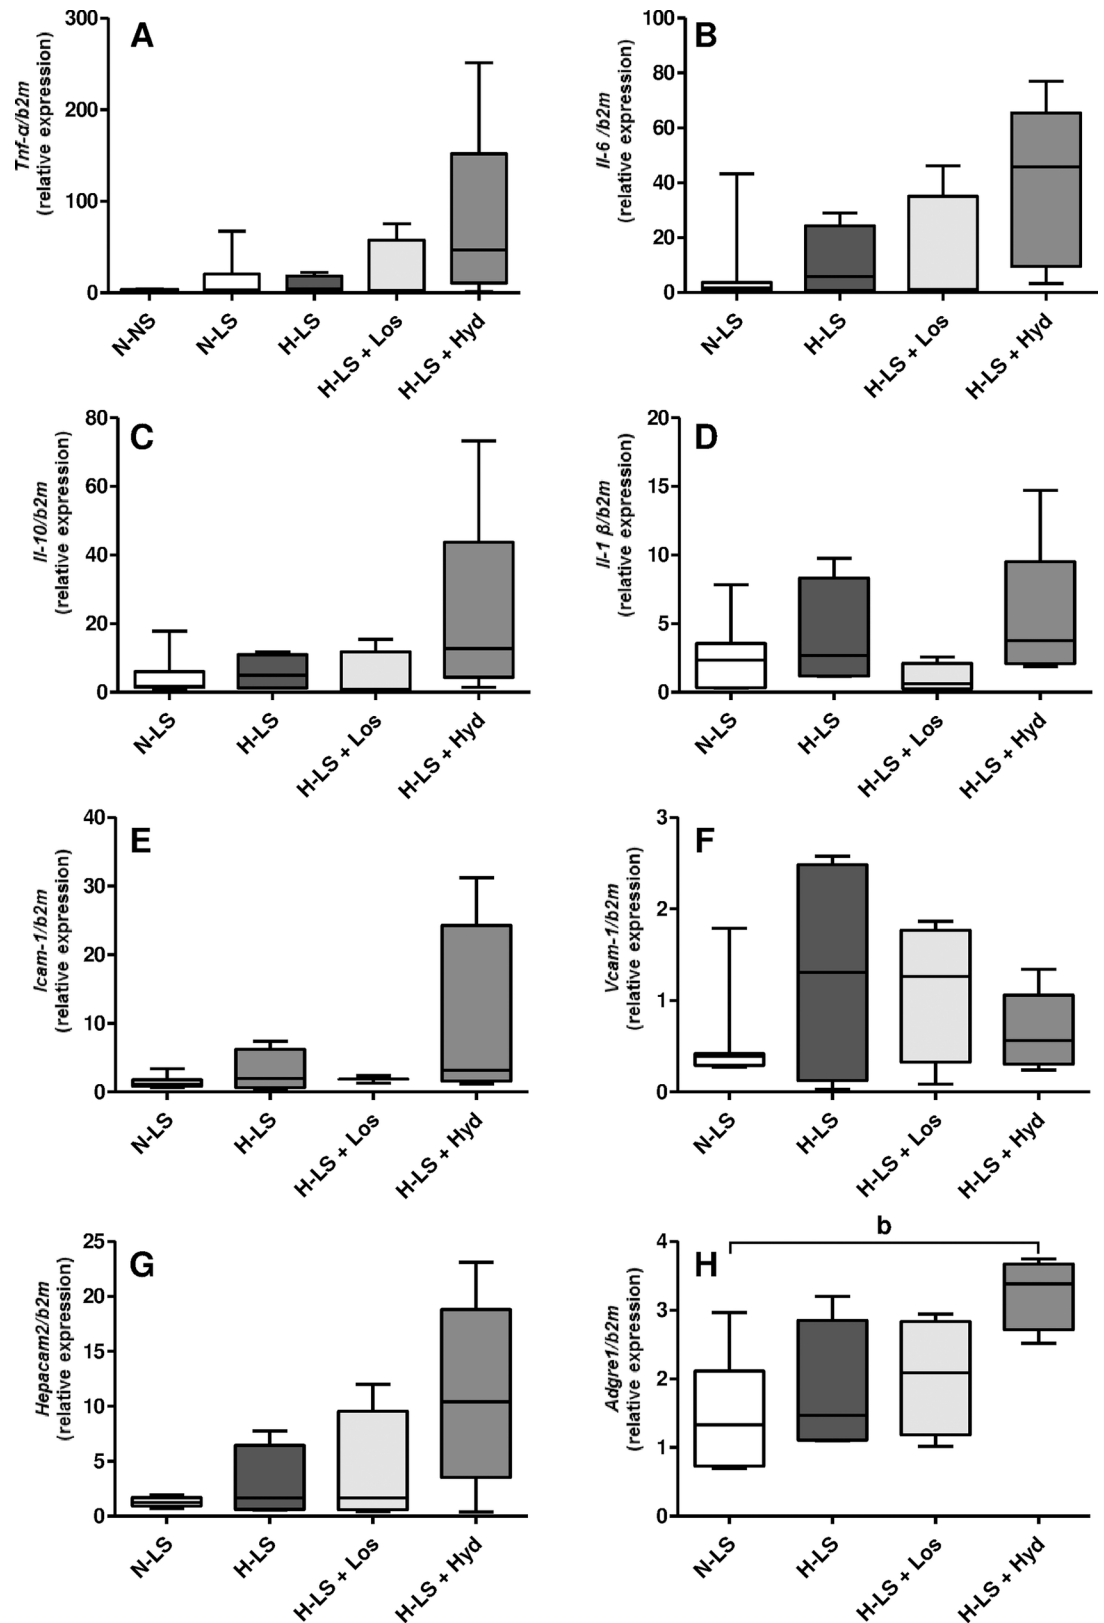 A
Tnf-α/b2m
(relative expression)
300
200
100
0
N-NS
N-LS
H-LS
H-LS + Los
H-LS + Hyd
B
Il-6 /b2m
(relative expression)
100
80
60
40
20
0
N-LS
H-LS
H-LS + Los
H-LS + Hyd
C
Il-10/b2m
(relative expression)
80
60
40
20
0
N-LS
H-LS
H-LS + Los
H-LS + Hyd
D
Il-1 β/b2m
(relative expression)
20
15
10
5
0
N-LS
H-LS
H-LS + Los
H-LS + Hyd
E
Icam-1/b2m
(relative expression)
40
30
20
10
0
N-LS
H-LS
H-LS + Los
H-LS + Hyd
F
Vcam-1/b2m
(relative expression)
3
2
1
0
N-LS
H-LS
H-LS + Los
H-LS + Hyd
G
Hepacam2/b2m
(relative expression)
25
20
15
10
5
0
N-LS
H-LS
H-LS + Los
H-LS + Hyd
b
H
Adgre1/b2m
(relative expression)
4
3
2
1
0
N-LS
H-LS
H-LS + Los
H-LS + Hyd